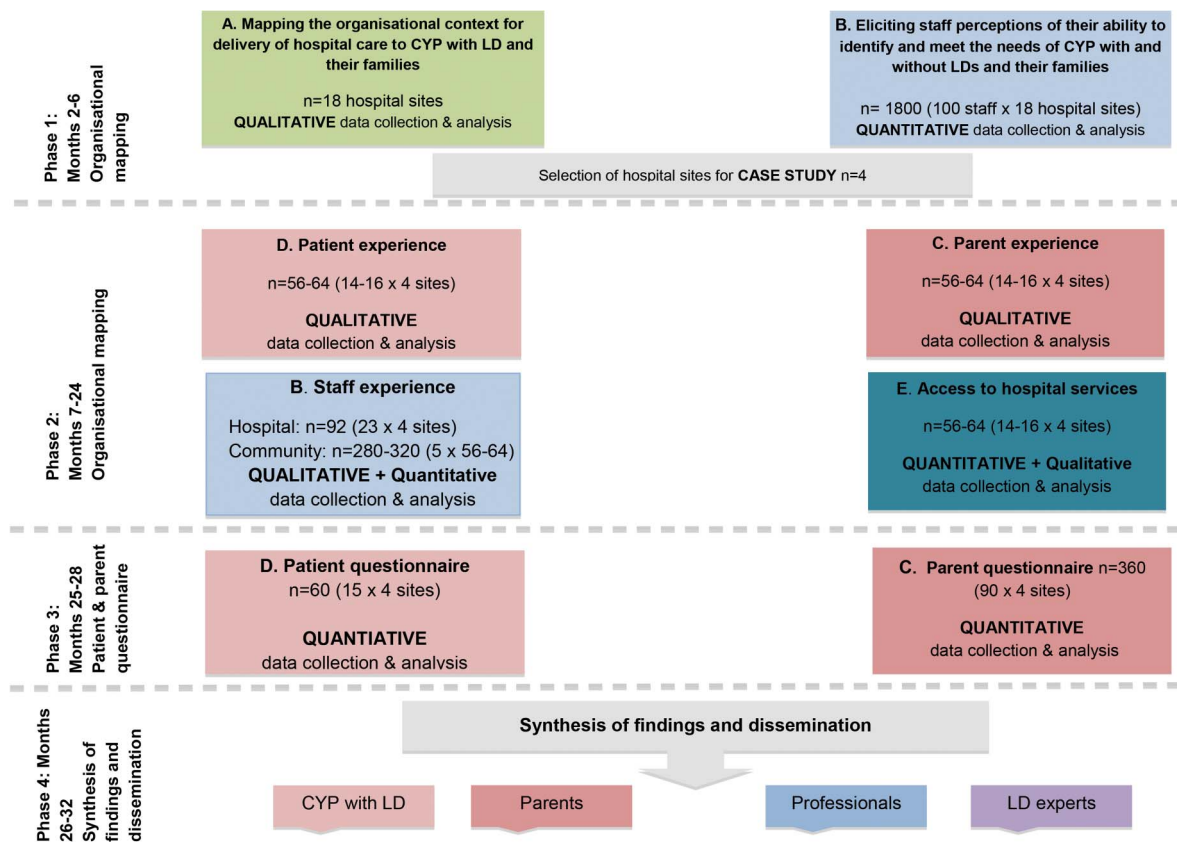 Phase 1:
Months 2-6
Organisational
mapping
A. Mapping the organisational context for
delivery of hospital care to CYP with LD and
their families
n=18 hospital sites
QUALITATIVE data collection & analysis
B. Eliciting staff perceptions of their ability to
identify and meet the needs of CYP with and
without LDs and their families
n= 1800 (100 staff x 18 hospital sites)
QUANTITATIVE data collection & analysis
Selection of hospital sites for CASE STUDY n=4
Phase 2:
Months 7-24
Organisational mapping
D. Patient experience
n=56-64 (14-16 x 4 sites)
QUALITATIVE
data collection & analysis
C. Parent experience
n=56-64 (14-16 x 4 sites)
QUALITATIVE
data collection & analysis
B. Staff experience
Hospital: n=92 (23 x 4 sites)
Community: n=280-320 (5 x 56-64)
QUALITATIVE + Quantitative
data collection & analysis
E. Access to hospital services
n=56-64 (14-16 x 4 sites)
QUANTITATIVE + Qualitative
data collection & analysis
Phase 3:
Months 25-28
Patient & parent
questionnaire
D. Patient questionnaire
n=60 (15 x 4 sites)
QUANTIATIVE
data collection & analysis
C. Parent questionnaire n=360
(90 x 4 sites)
QUANTITATIVE
data collection & analysis
Phase 4: Months
26-32
Synthesis of
findings and
dissemination
Synthesis of findings and dissemination
CYP with LD
Parents
Professionals
LD experts